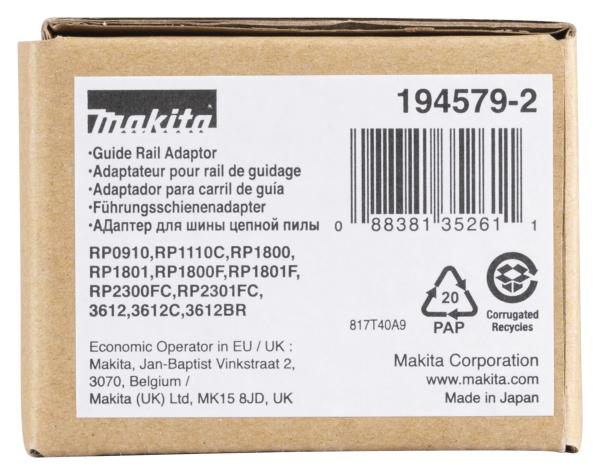 makita
194579-2
•Guide Rail Adaptor
•Adaptateur pour rail de guidage
•Adaptador para carril de guía
•Führungsschienenadapter
•АДаптер для шины цепной пилы
0 88381 35261 1
RP0910,RP1110C,RP1800,
RP1801,RP1800F,RP1801F,
RP2300FC,RP2301FC,
3612,3612C,3612BR
817T40A9
20
PAP
Corrugated
Recycles
Economic Operator in EU / UK :
Makita, Jan-Baptist Vinkstraat 2,
3070, Belgium /
Makita (UK) Ltd, MK15 8JD, UK
Makita Corporation
www.makita.com
Made in Japan